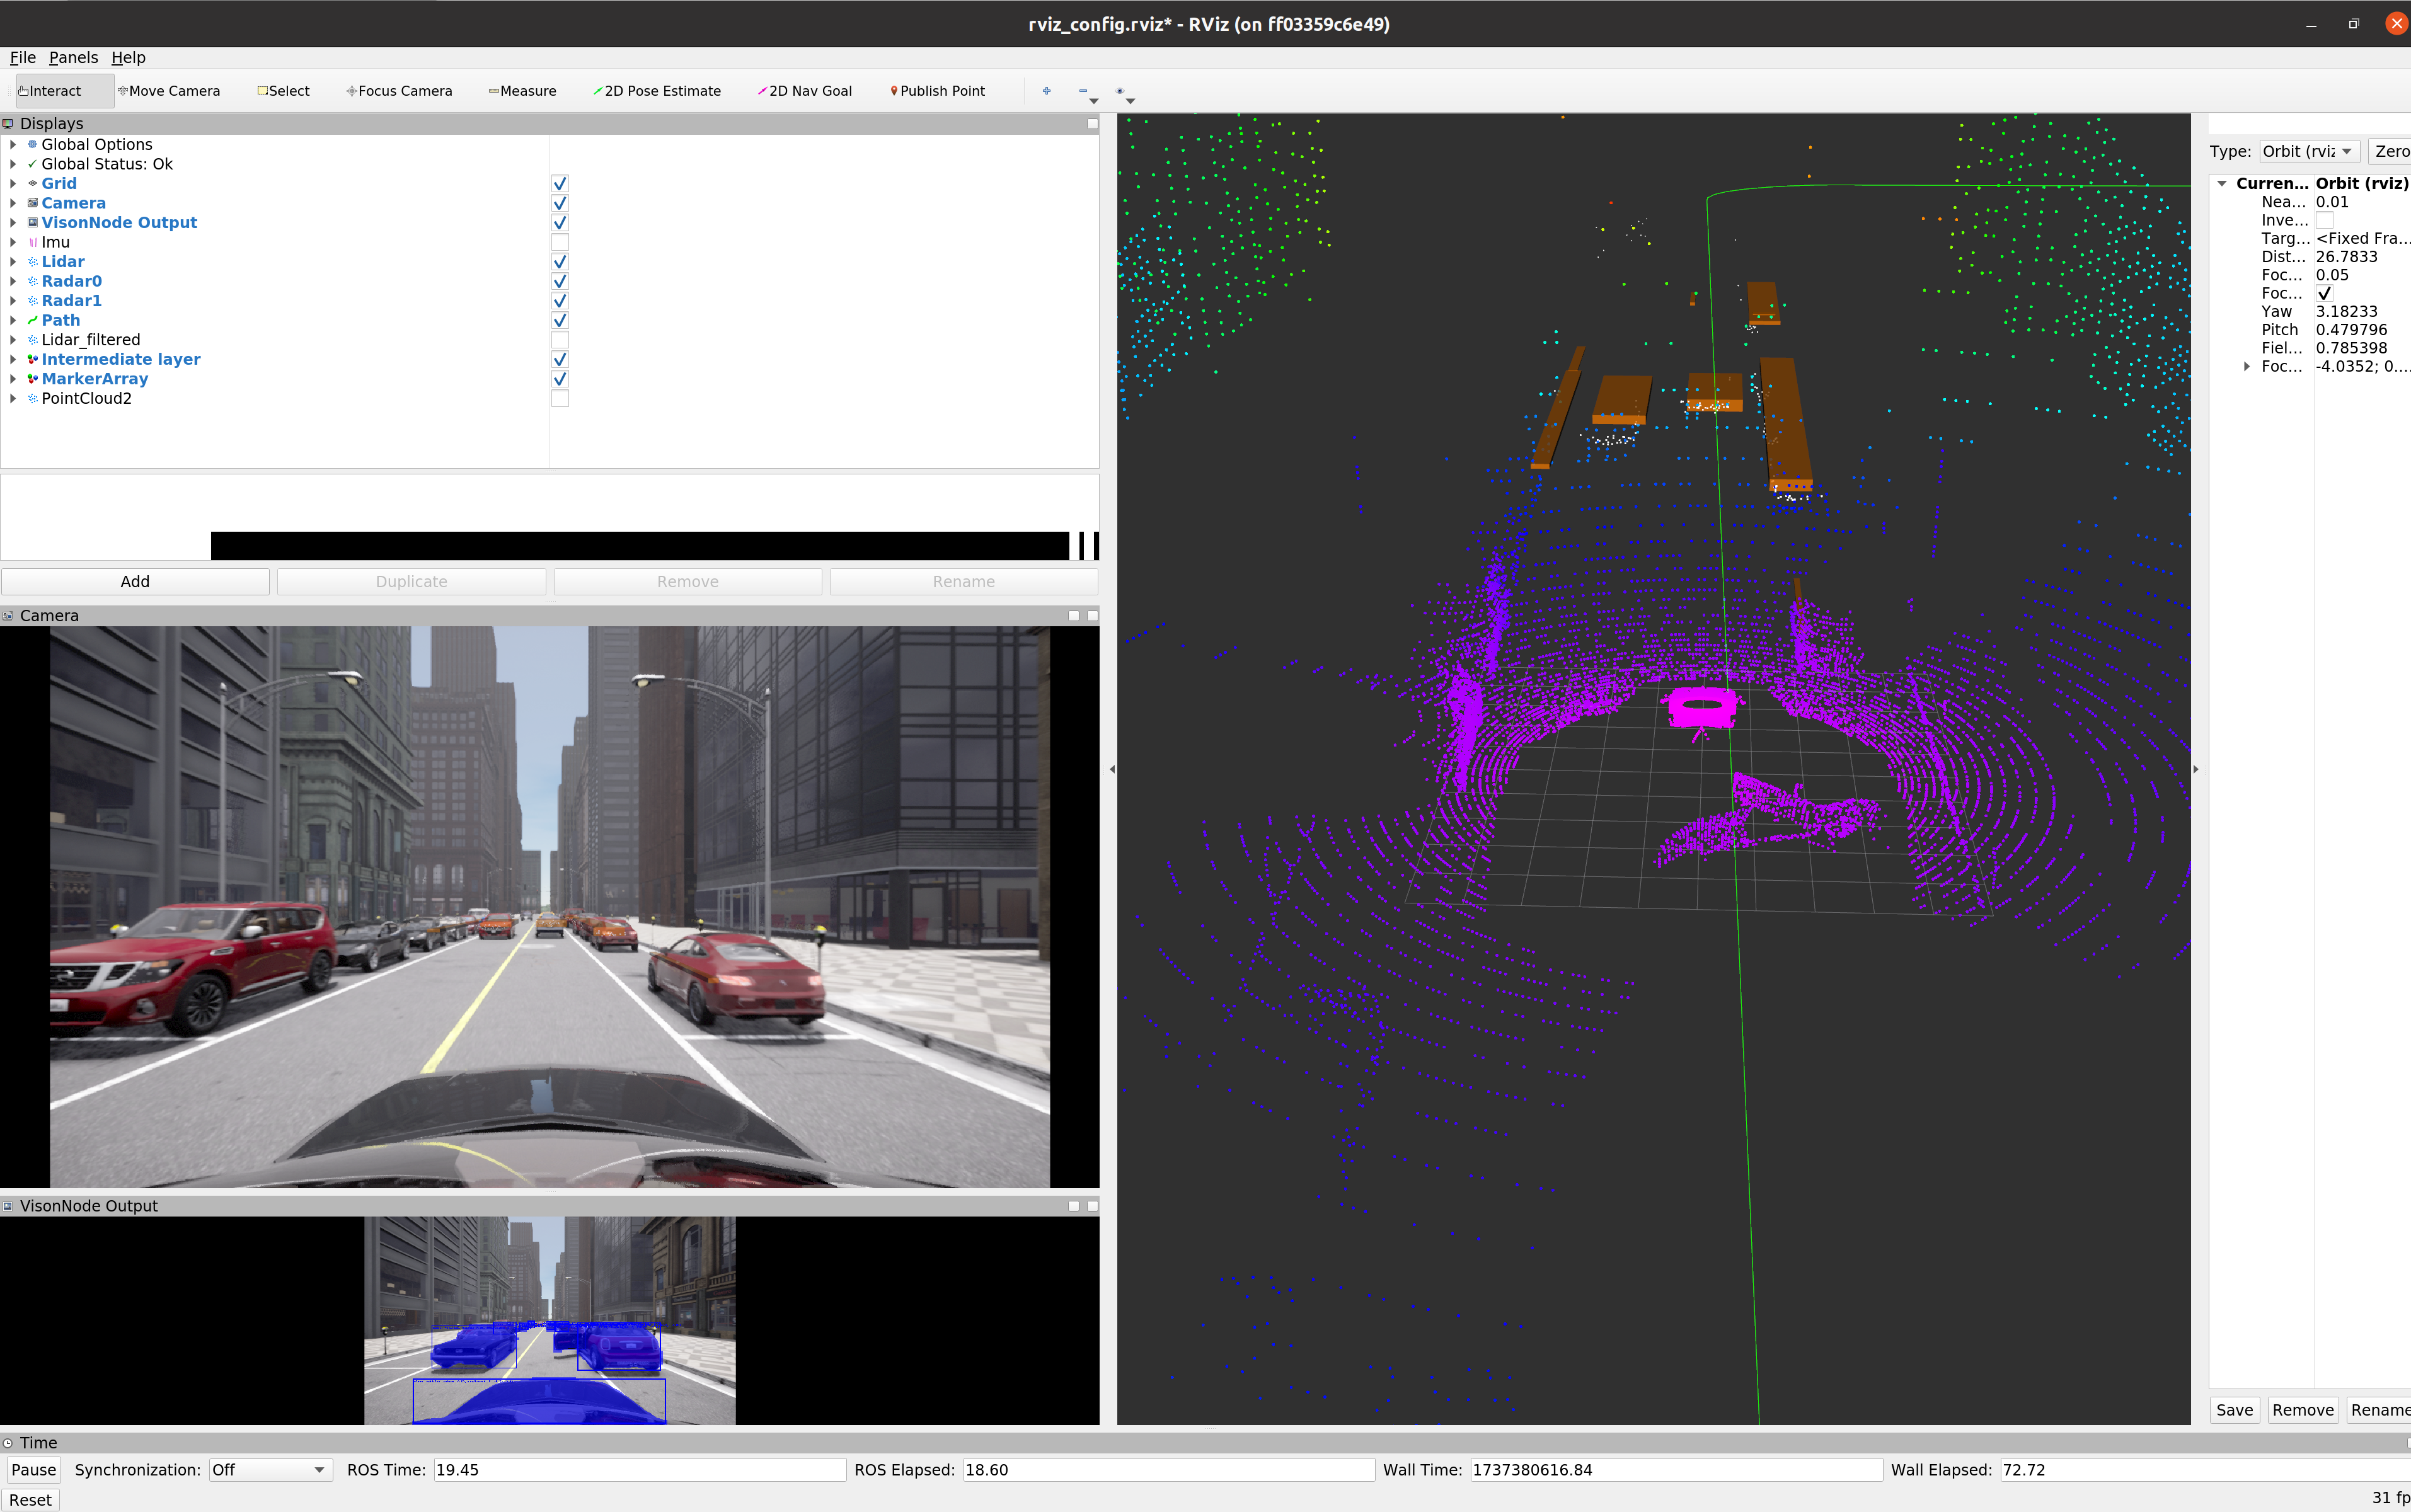 rviz_config.rviz* - RViz (on ff03359c6e49)
File Panels Help
Interact Move Camera Select Focus Camera Measure 2D Pose Estimate 2D Nav Goal Publish Point
Displays
Global Options
Global Status: Ok
Grid
Camera
VisonNode Output
Imu
Lidar
Radar0
Radar1
Path
Lidar_filtered
Intermediate layer
MarkerArray
PointCloud2
Add Duplicate Remove Rename
Camera
VisonNode Output
Type: Orbit (rviz Zero
Curren... Orbit (rviz)
Nea... 0.01
Inve...
Targ... <Fixed Fra...
Dist... 26.7833
Foc... 0.05
Foc...
Yaw 3.18233
Pitch 0.479796
Fiel... 0.785398
Foc... -4.0352; 0....
Save Remove Rename
Time
Pause Synchronization: Off ROS Time: 19.45 ROS Elapsed: 18.60 Wall Time: 1737380616.84 Wall Elapsed: 72.72
Reset 31 fp